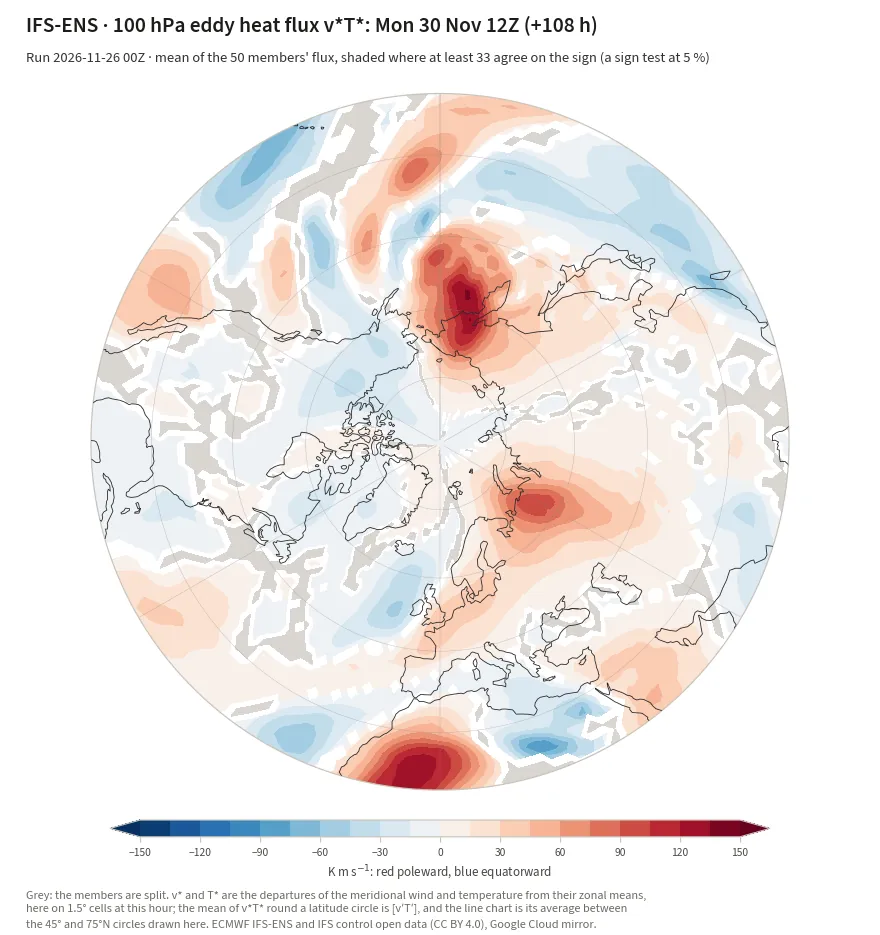 IFS-ENS · 100 hPa eddy heat flux v*T*: Mon 30 Nov 12Z (+108 h)
Run 2026-11-26 00Z · mean of the 50 members' flux, shaded where at least 33 agree on the sign (a sign test at 5 %)
−150 −120 −90 −60 −30 0 30 60 90 120 150
K m s⁻¹: red poleward, blue equatorward
Grey: the members are split. v* and T* are the departures of the meridional wind and temperature from their zonal means,
here on 1.5° cells at this hour; the mean of v*T* round a latitude circle is [v'T'], and the line chart is its average between
the 45° and 75°N circles drawn here. ECMWF IFS-ENS and IFS control open data (CC BY 4.0), Google Cloud mirror.